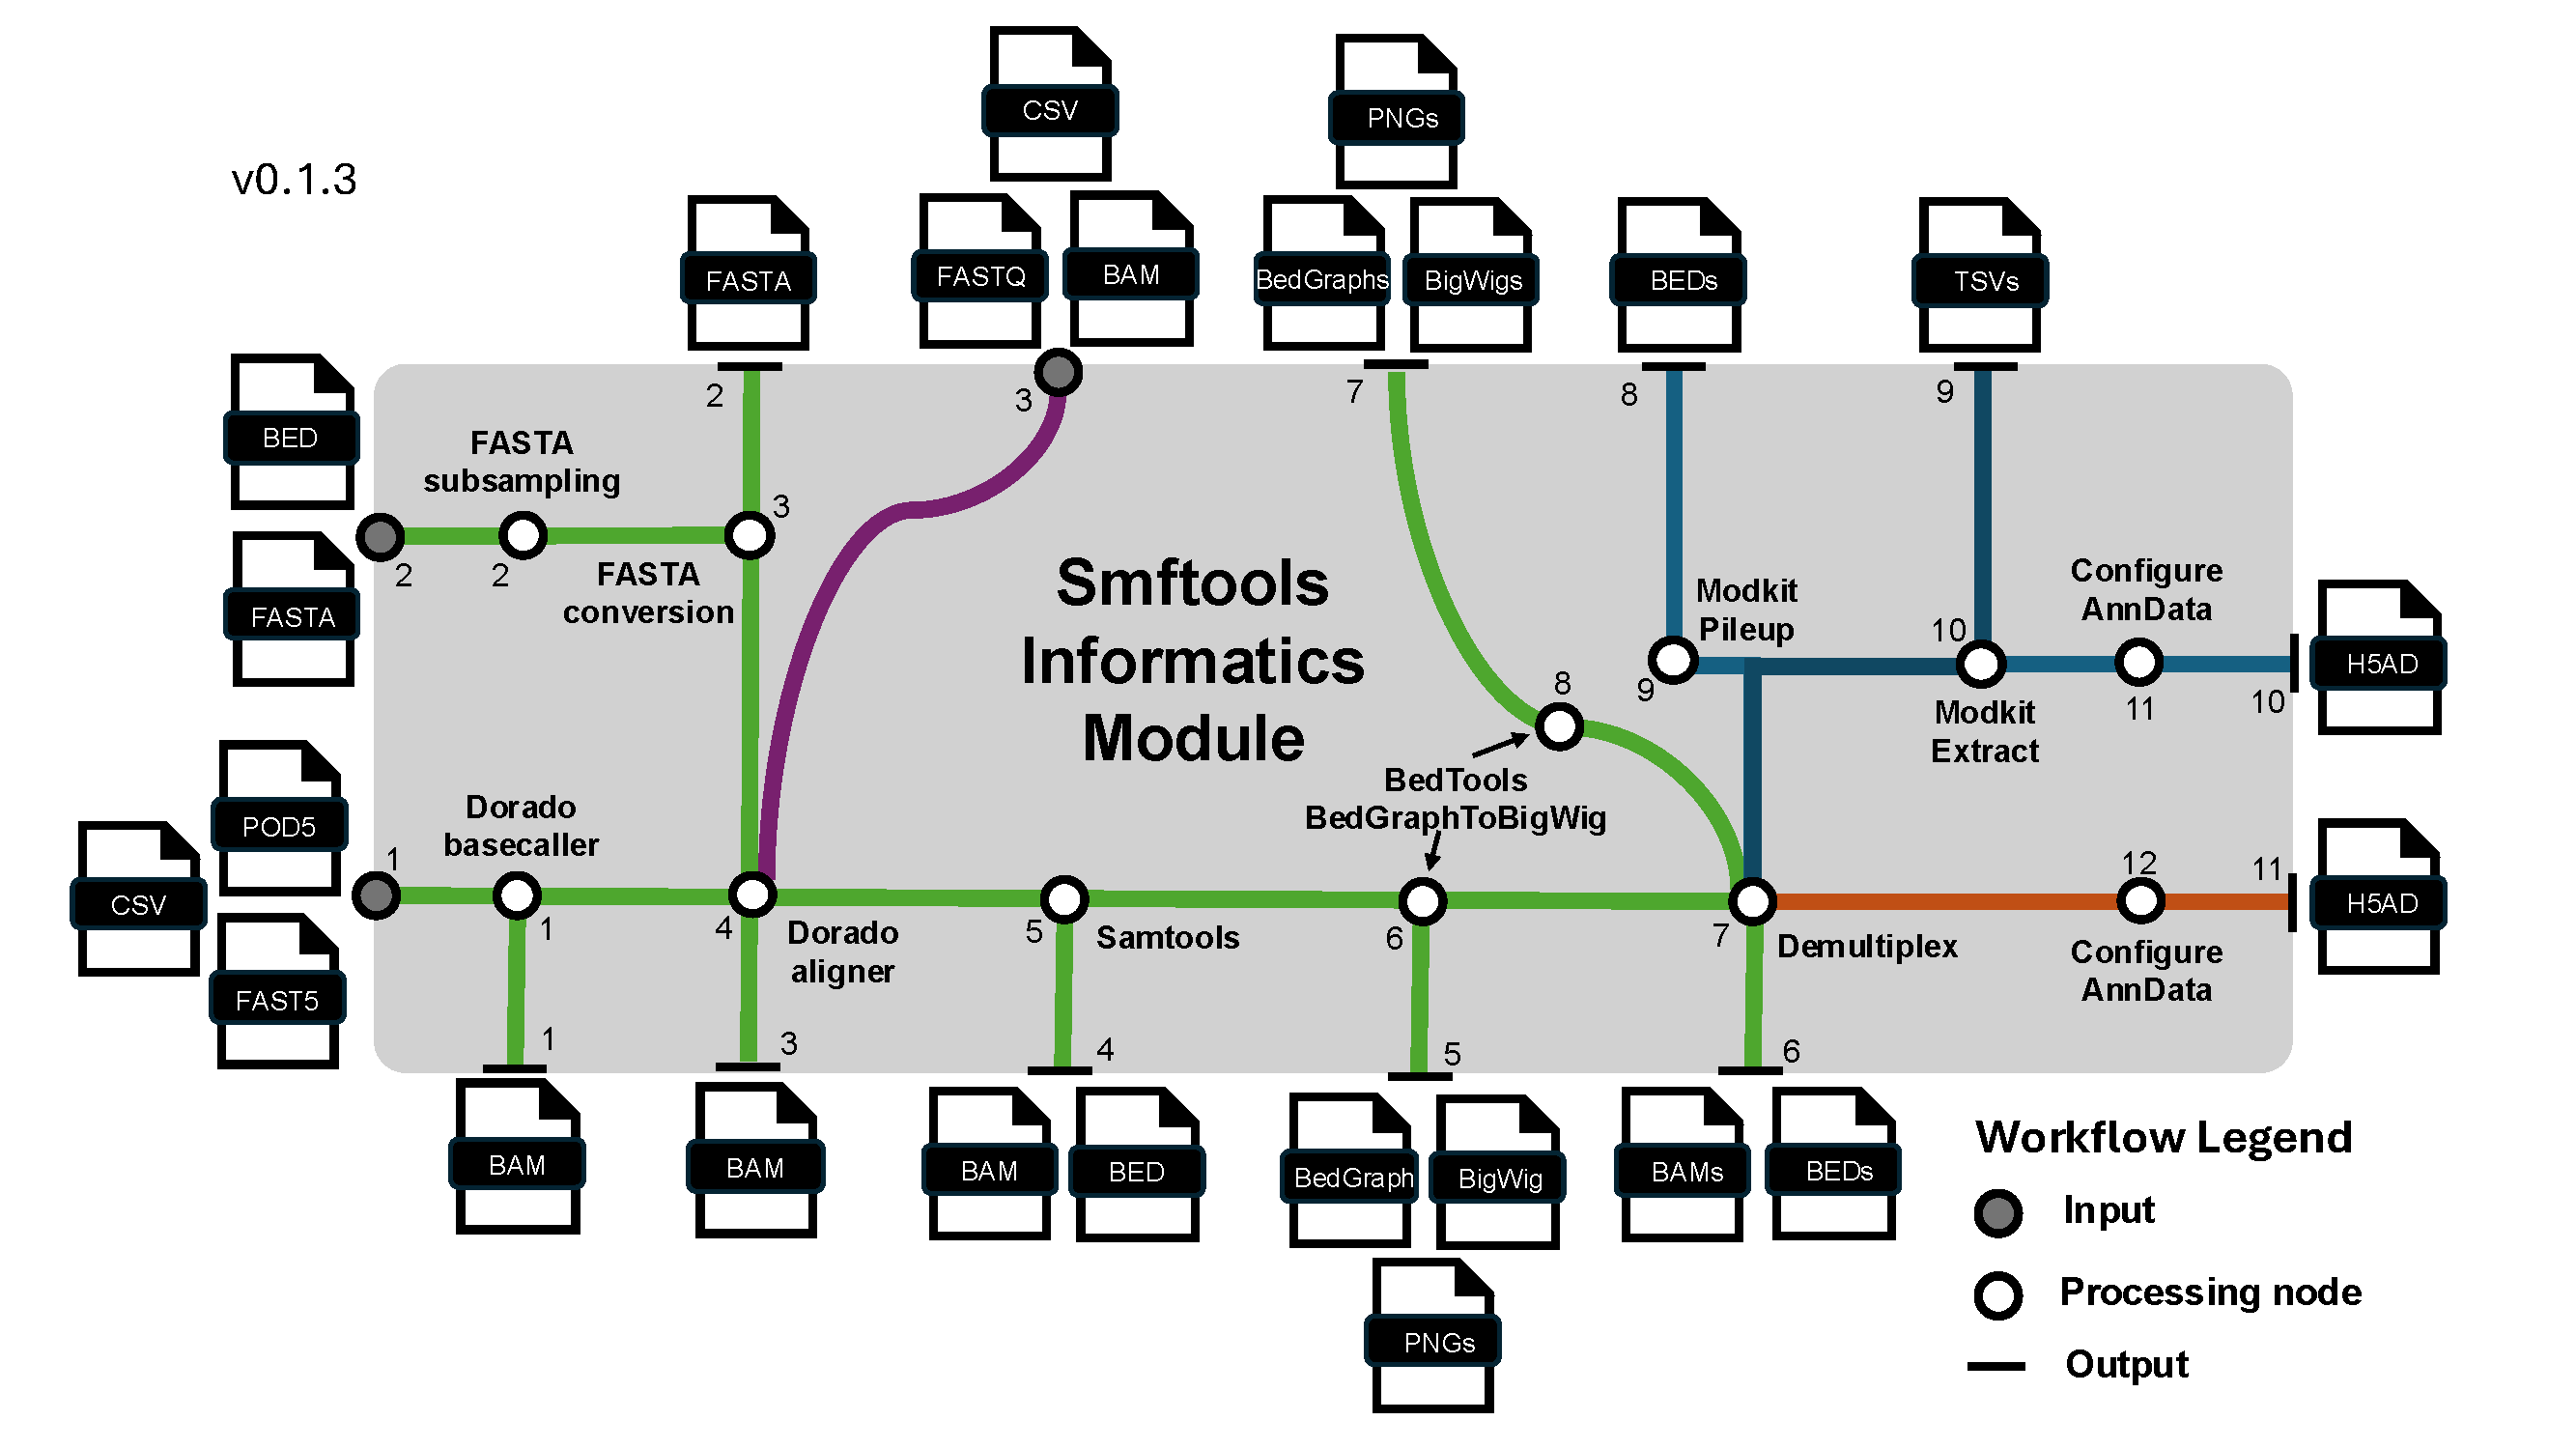 CSV
PNGs
v0.1.3
FASTA
FASTQ
BAM
BedGraphs
BigWigs
BEDs
TSVs
2
3
7
8
9
BED
FASTA
subsampling
3
2
2
FASTA
conversion
FASTA
Smftools
Informatics
Module
Modkit
Pileup
9
10
Modkit
Extract
Configure
AnnData
11
10
H5AD
8
BedTools
BedGraphToBigWig
POD5
CSV
FAST5
1
Dorado
basecaller
1
4
Dorado
aligner
5
Samtools
6
7
Demultiplex
12
Configure
AnnData
11
H5AD
1
3
4
5
6
BAM
BAM
BAM
BED
BedGraph
BigWig
PNGs
BAMs
BEDs
Workflow Legend
Input
Processing node
Output